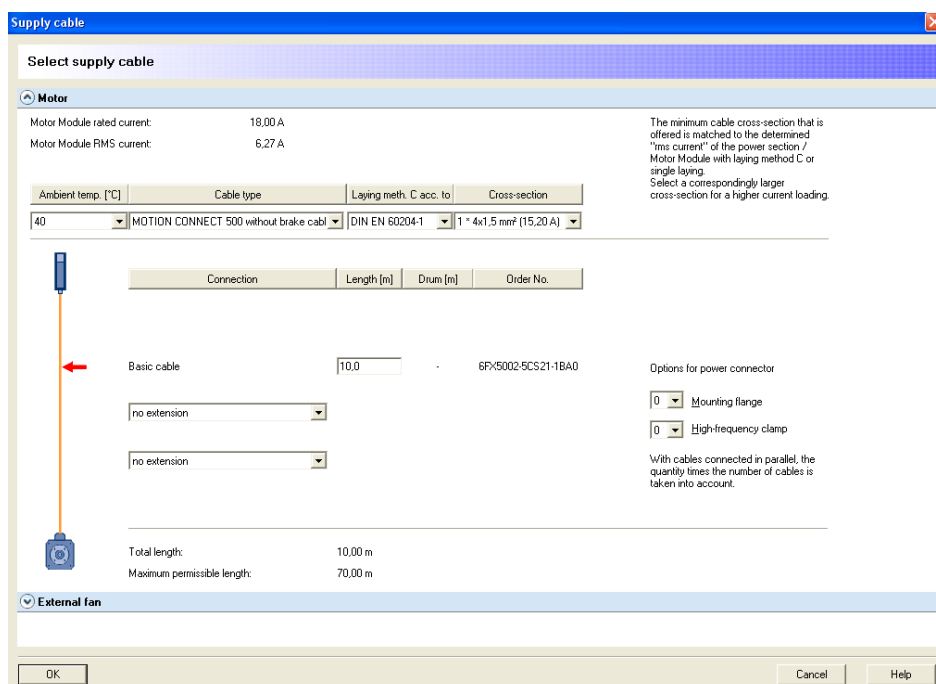 Supply cable
Select supply cable
Motor
Motor Module rated current: 18,00 A
Motor Module RMS current: 6,27 A
The minimum cable cross-section that is
offered is matched to the determined
"rms current" of the power section /
Motor Module with laying method C or
single laying.
Select a correspondingly larger
cross-section for a higher current loading.
Ambient temp. [°C] Cable type Laying meth. C acc. to Cross-section
40 MOTION CONNECT 500 without brake cabl DIN EN 60204-1 1 * 4x1,5 mm² (15,20 A)
Connection Length [m] Drum [m] Order No.
Basic cable 10,0 - 6FX5002-5CS21-1BA0
Options for power connector
0 Mounting flange
no extension
0 High-frequency clamp
no extension
With cables connected in parallel, the
quantity times the number of cables is
taken into account.
Total length: 10,00 m
Maximum permissible length: 70,00 m
External fan
OK Cancel Help